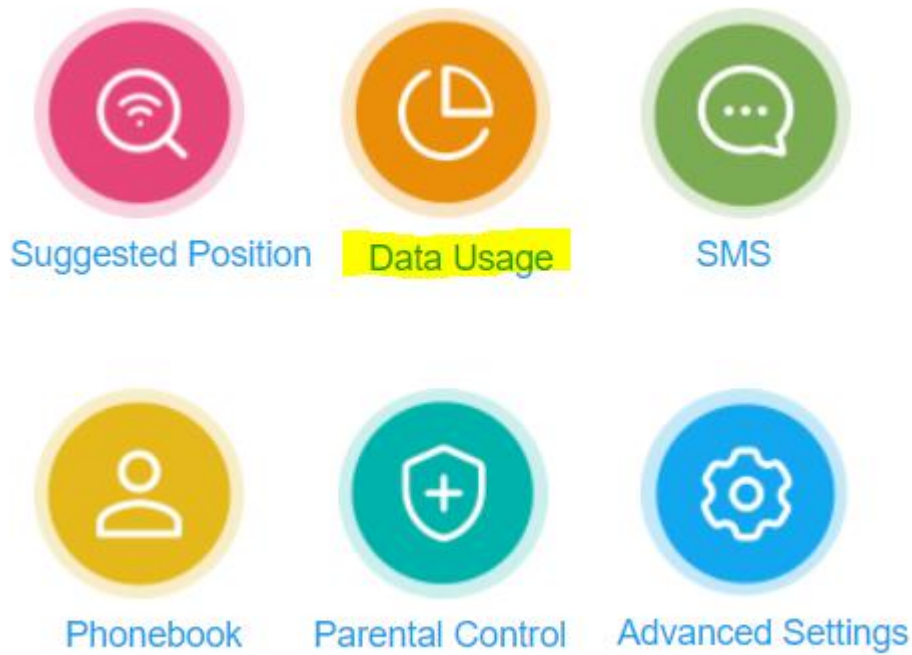 Suggested Position
Data Usage
SMS
Phonebook
Parental Control
Advanced Settings